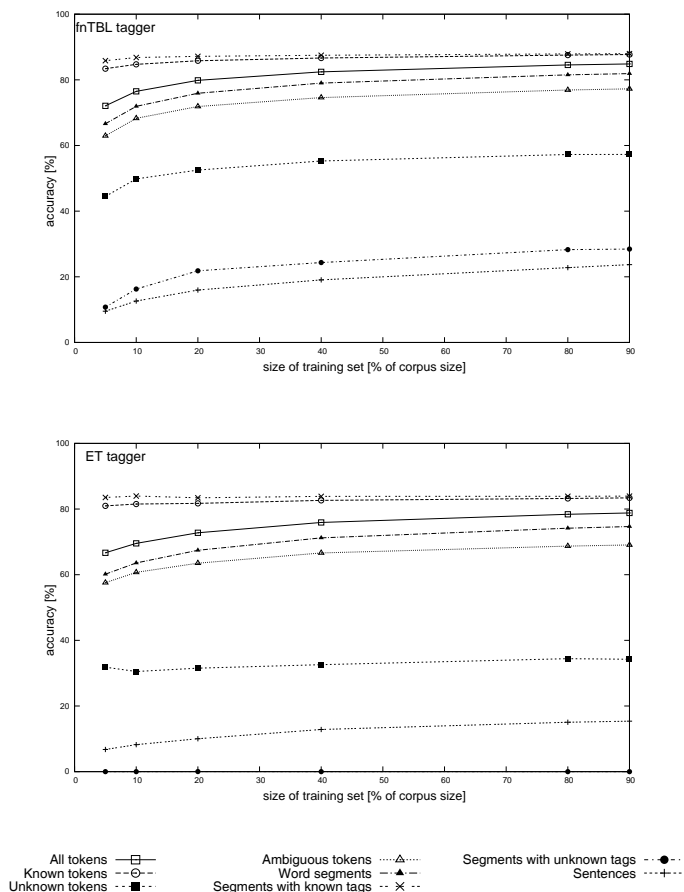 fnTBL tagger
accuracy [%]
100
80
60
40
20
0
0 10 20 30 40 50 60 70 80 90
size of training set [% of corpus size]
ET tagger
accuracy [%]
100
80
60
40
20
0
0 10 20 30 40 50 60 70 80 90
size of training set [% of corpus size]
All tokens Ambiguous tokens Segments with unknown tags
Known tokens Word segments Sentences
Unknown tokens Segments with known tags